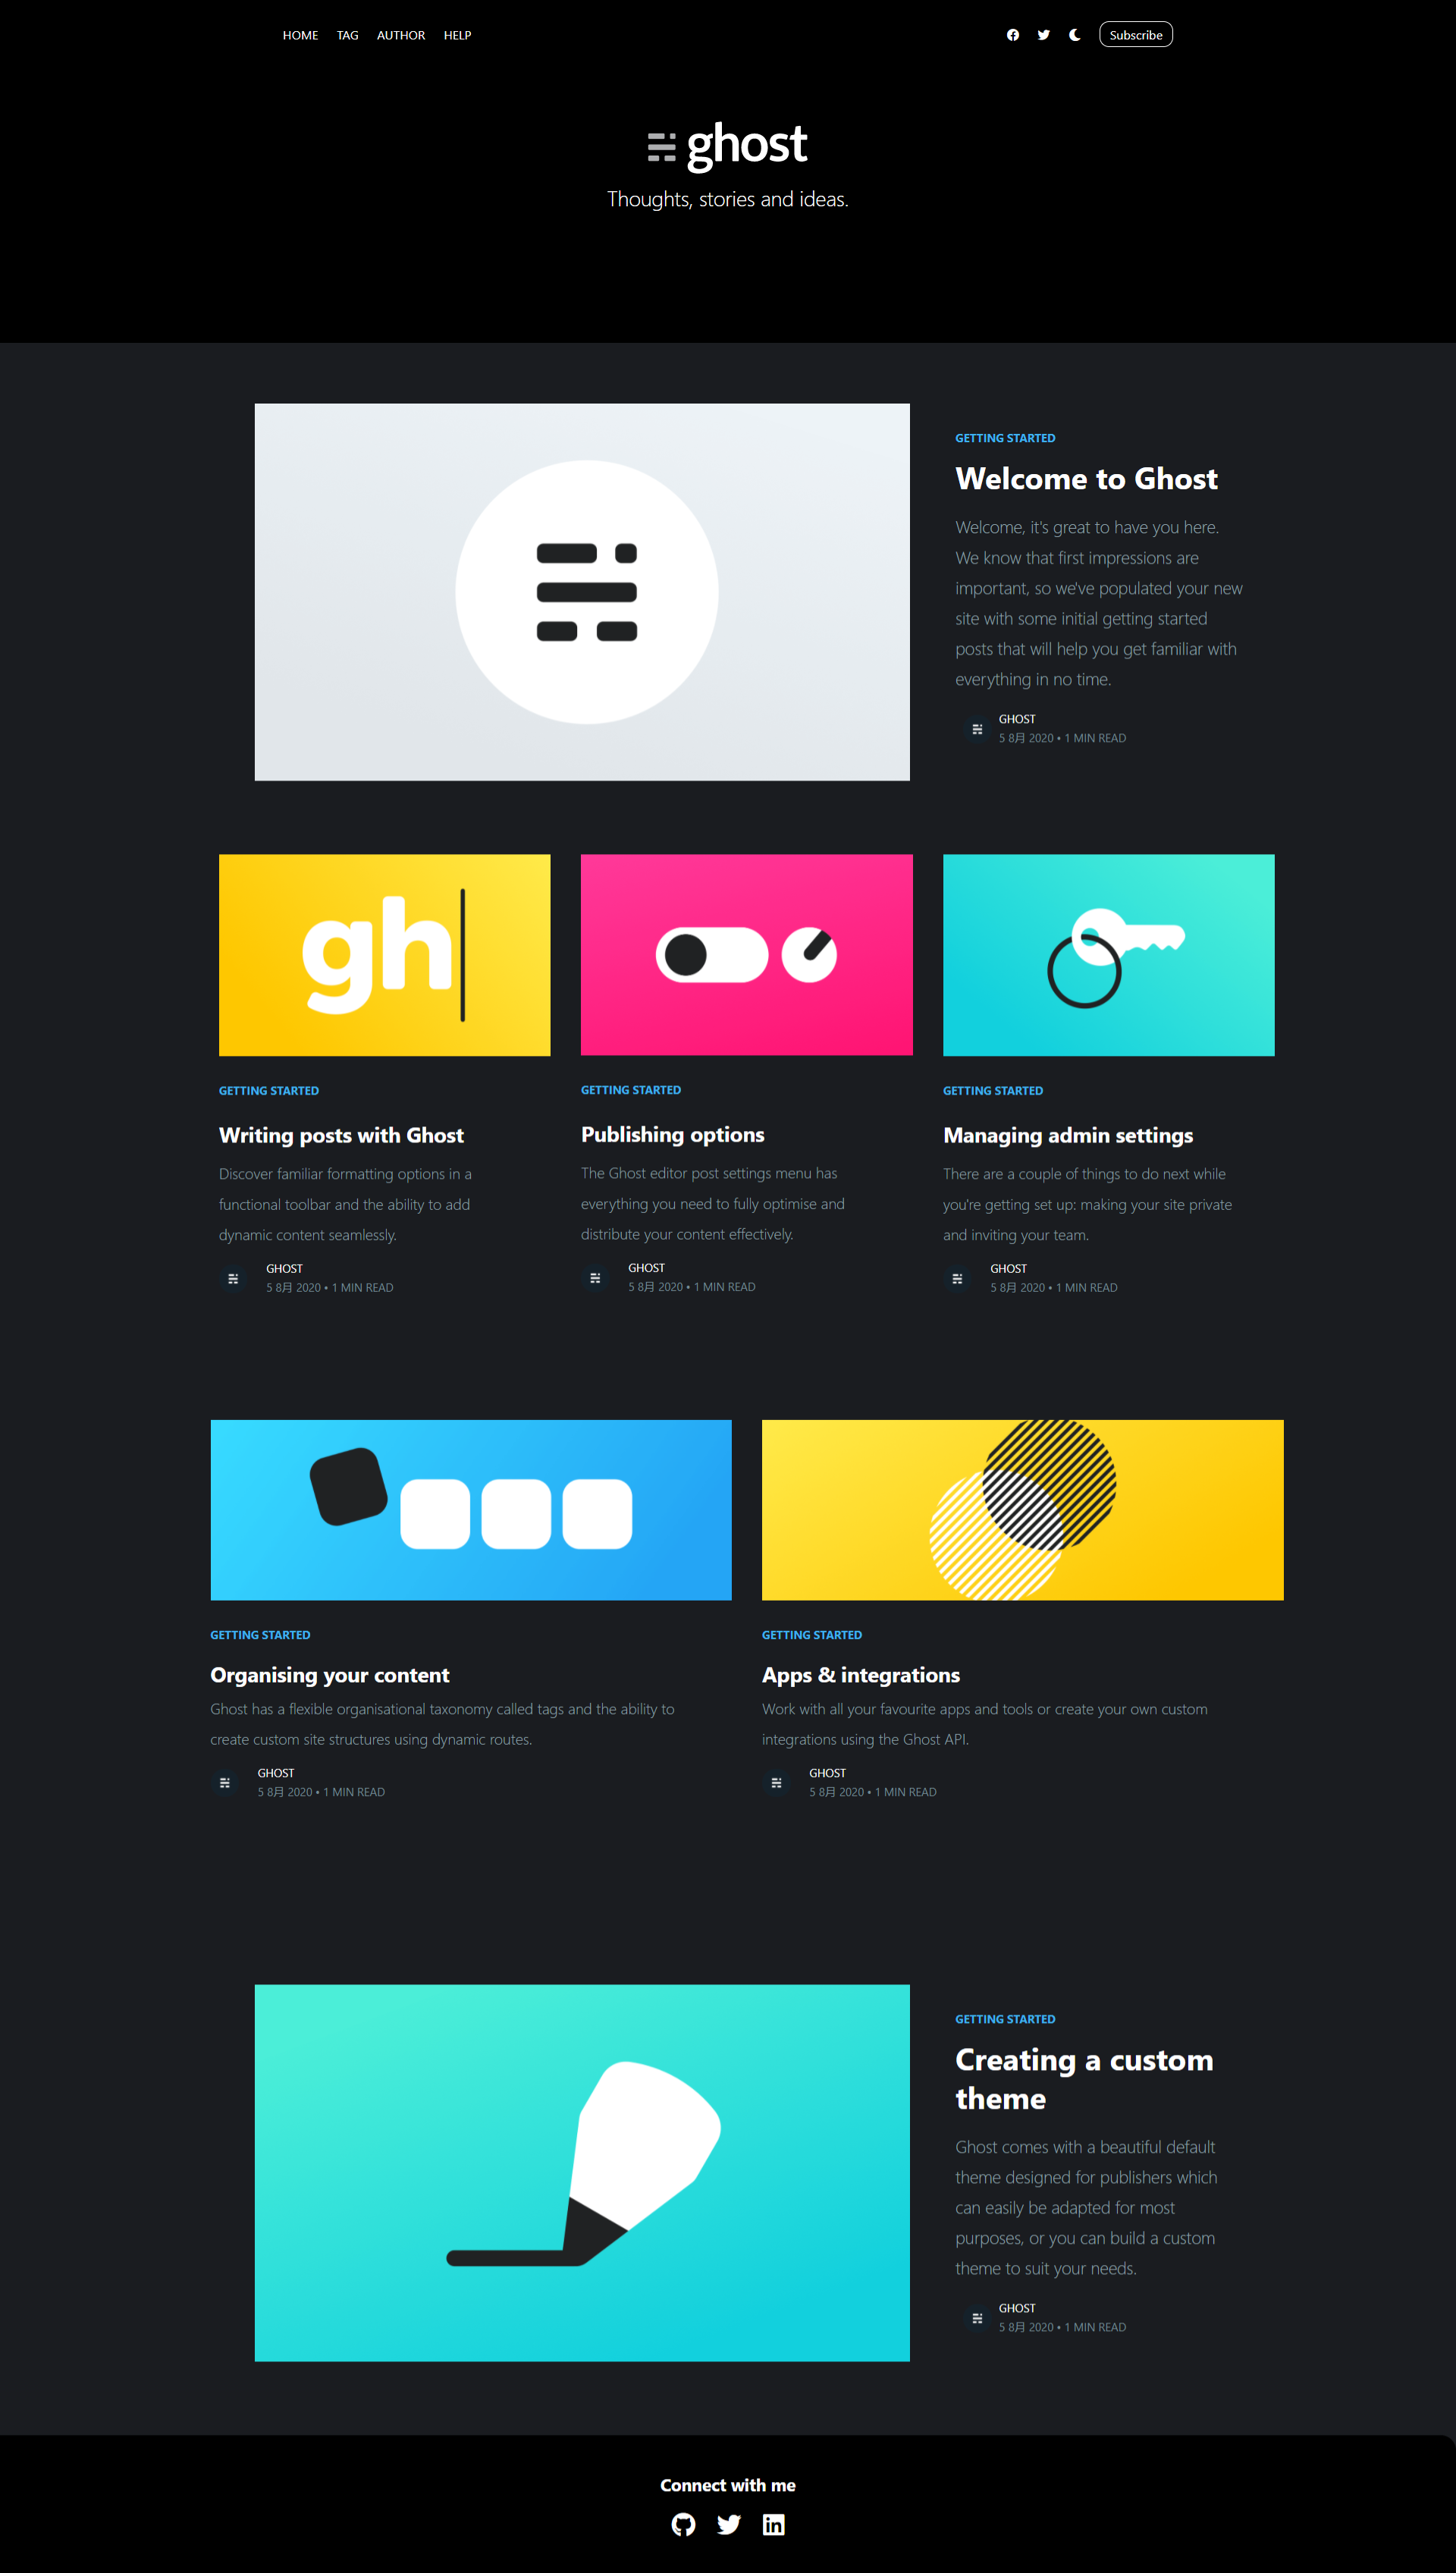 HOME TAG AUTHOR HELP Subscribe
ghost
Thoughts, stories and ideas.
GETTING STARTED
Welcome to Ghost
Welcome, it's great to have you here.
We know that first impressions are
important, so we've populated your new
site with some initial getting started
posts that will help you get familiar with
everything in no time.
GHOST
5 8月 2020 • 1 MIN READ
gh
GETTING STARTED
Writing posts with Ghost
Discover familiar formatting options in a
functional toolbar and the ability to add
dynamic content seamlessly.
GHOST
5 8月 2020 • 1 MIN READ
GETTING STARTED
Publishing options
The Ghost editor post settings menu has
everything you need to fully optimise and
distribute your content effectively.
GHOST
5 8月 2020 • 1 MIN READ
GETTING STARTED
Managing admin settings
There are a couple of things to do next while
you're getting set up: making your site private
and inviting your team.
GHOST
5 8月 2020 • 1 MIN READ
GETTING STARTED
Organising your content
Ghost has a flexible organisational taxonomy called tags and the ability to
create custom site structures using dynamic routes.
GHOST
5 8月 2020 • 1 MIN READ
GETTING STARTED
Apps & integrations
Work with all your favourite apps and tools or create your own custom
integrations using the Ghost API.
GHOST
5 8月 2020 • 1 MIN READ
GETTING STARTED
Creating a custom
theme
Ghost comes with a beautiful default
theme designed for publishers which
can easily be adapted for most
purposes, or you can build a custom
theme to suit your needs.
GHOST
5 8月 2020 • 1 MIN READ
Connect with me